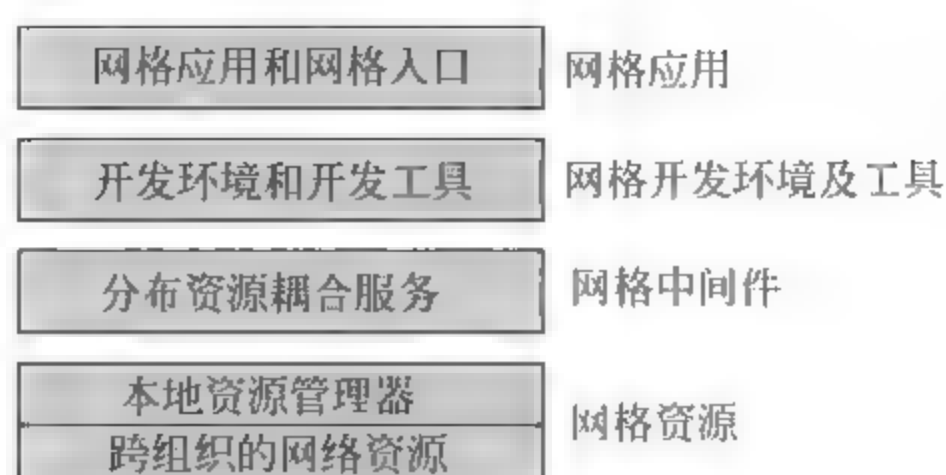 网格应用和网格入口 网格应用
开发环境和开发工具 网格开发环境及工具
分布资源耦合服务 网格中间件
本地资源管理器
网格资源
跨组织的网络资源